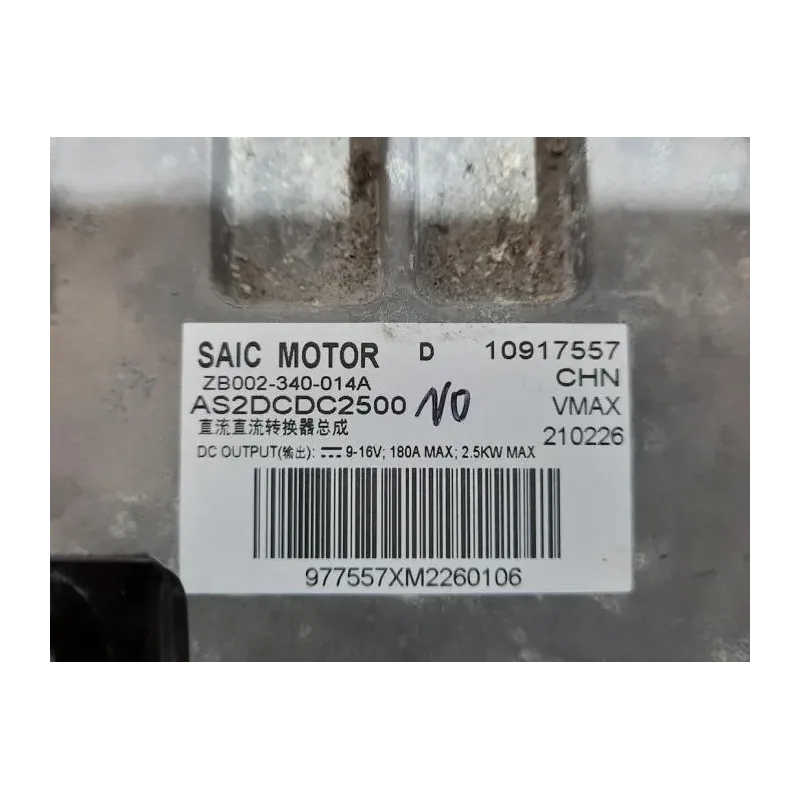 SAIC MOTOR D 10917557
ZB002-340-014A CHN
AS2DCDC2500 NO VMAX
直流直流转换器总成 210226
DC OUTPUT(输出): ⎓ 9-16V; 180A MAX; 2.5KW MAX
977557XM2260106